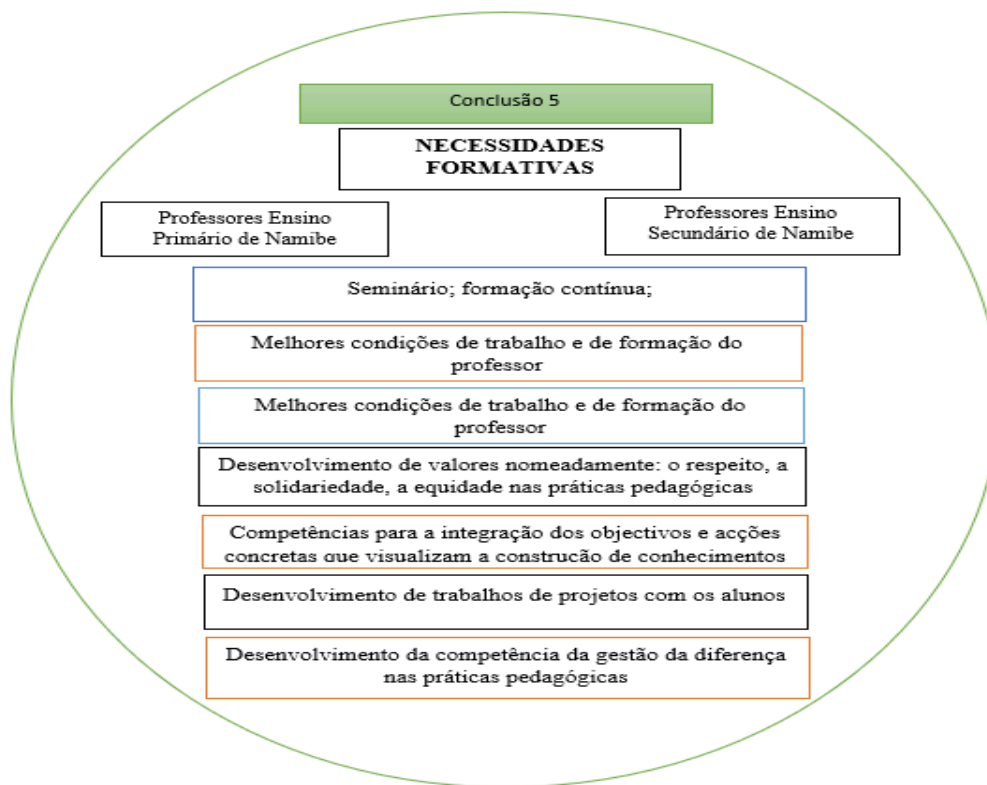 Conclusão 5
NECESSIDADES
FORMATIVAS
Professores Ensino
Primário de Namibe
Professores Ensino
Secundário de Namibe
Seminário; formação contínua;
Melhores condições de trabalho e de formação do
professor
Melhores condições de trabalho e de formação do
professor
Desenvolvimento de valores nomeadamente: o respeito, a
solidariedade, a equidade nas práticas pedagógicas
Competências para a integração dos objectivos e acções
concretas que visualizam a construção de conhecimentos
Desenvolvimento de trabalhos de projetos com os alunos
Desenvolvimento da competência da gestão da diferença
nas práticas pedagógicas